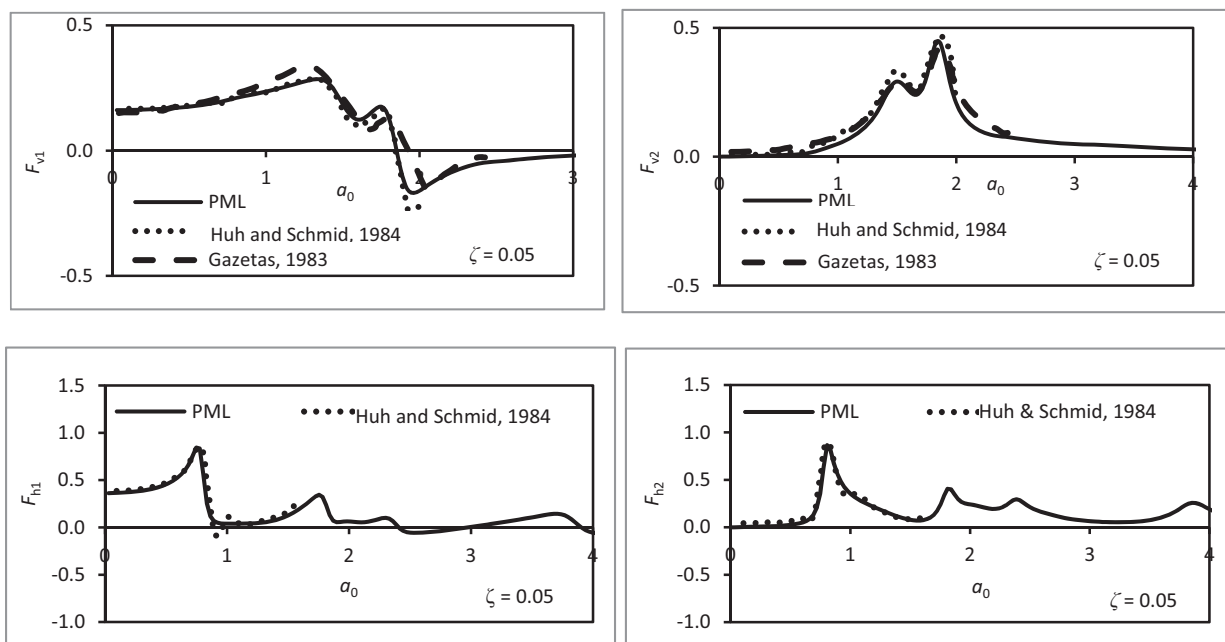 0.5
F_v1
0.0
0 1 2 3
a_0
PML
Huh and Schmid, 1984
Gazetas, 1983
ζ = 0.05
-0.5
0.5
F_v2
0.0
0 1 2 3 4
a_0
PML
Huh and Schmid, 1984
Gazetas, 1983
ζ = 0.05
-0.5
1.5
PML
Huh and Schmid, 1984
1.0
0.5
F_h1
0.0
0 1 2 3 4
-0.5
a_0
ζ = 0.05
-1.0
1.5
PML
Huh & Schmid, 1984
1.0
0.5
F_h2
0.0
0 1 2 3 4
-0.5
a_0
ζ = 0.05
-1.0